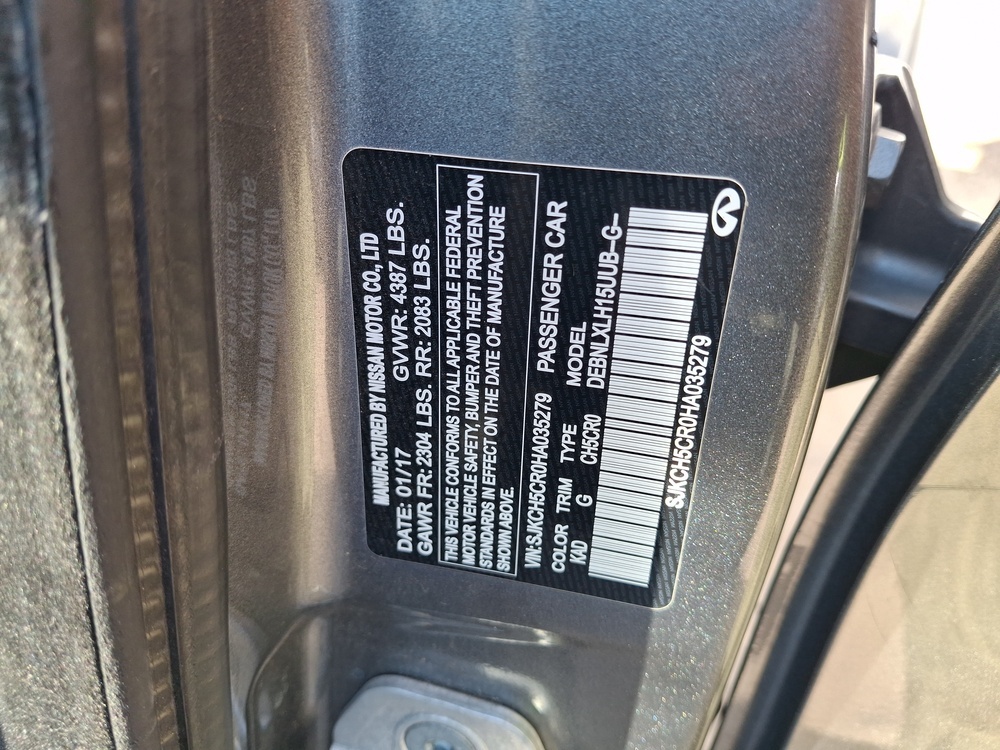 MANUFACTURED BY NISSAN MOTOR CO., LTD
DATE: 01/17 GVWR: 4387 LBS.
GAWR FR: 2304 LBS. RR: 2083 LBS.
THIS VEHICLE CONFORMS TO ALL APPLICABLE FEDERAL
MOTOR VEHICLE SAFETY, BUMPER AND THEFT PREVENTION
STANDARDS IN EFFECT ON THE DATE OF MANUFACTURE
SHOWN ABOVE.
VIN:SJKCH5CR0HA035279 PASSENGER CAR
COLOR TRIM TYPE MODEL
KAD G CH5CR0 DEBNLXLH15UUB-G-
SJKCH5CR0HA035279